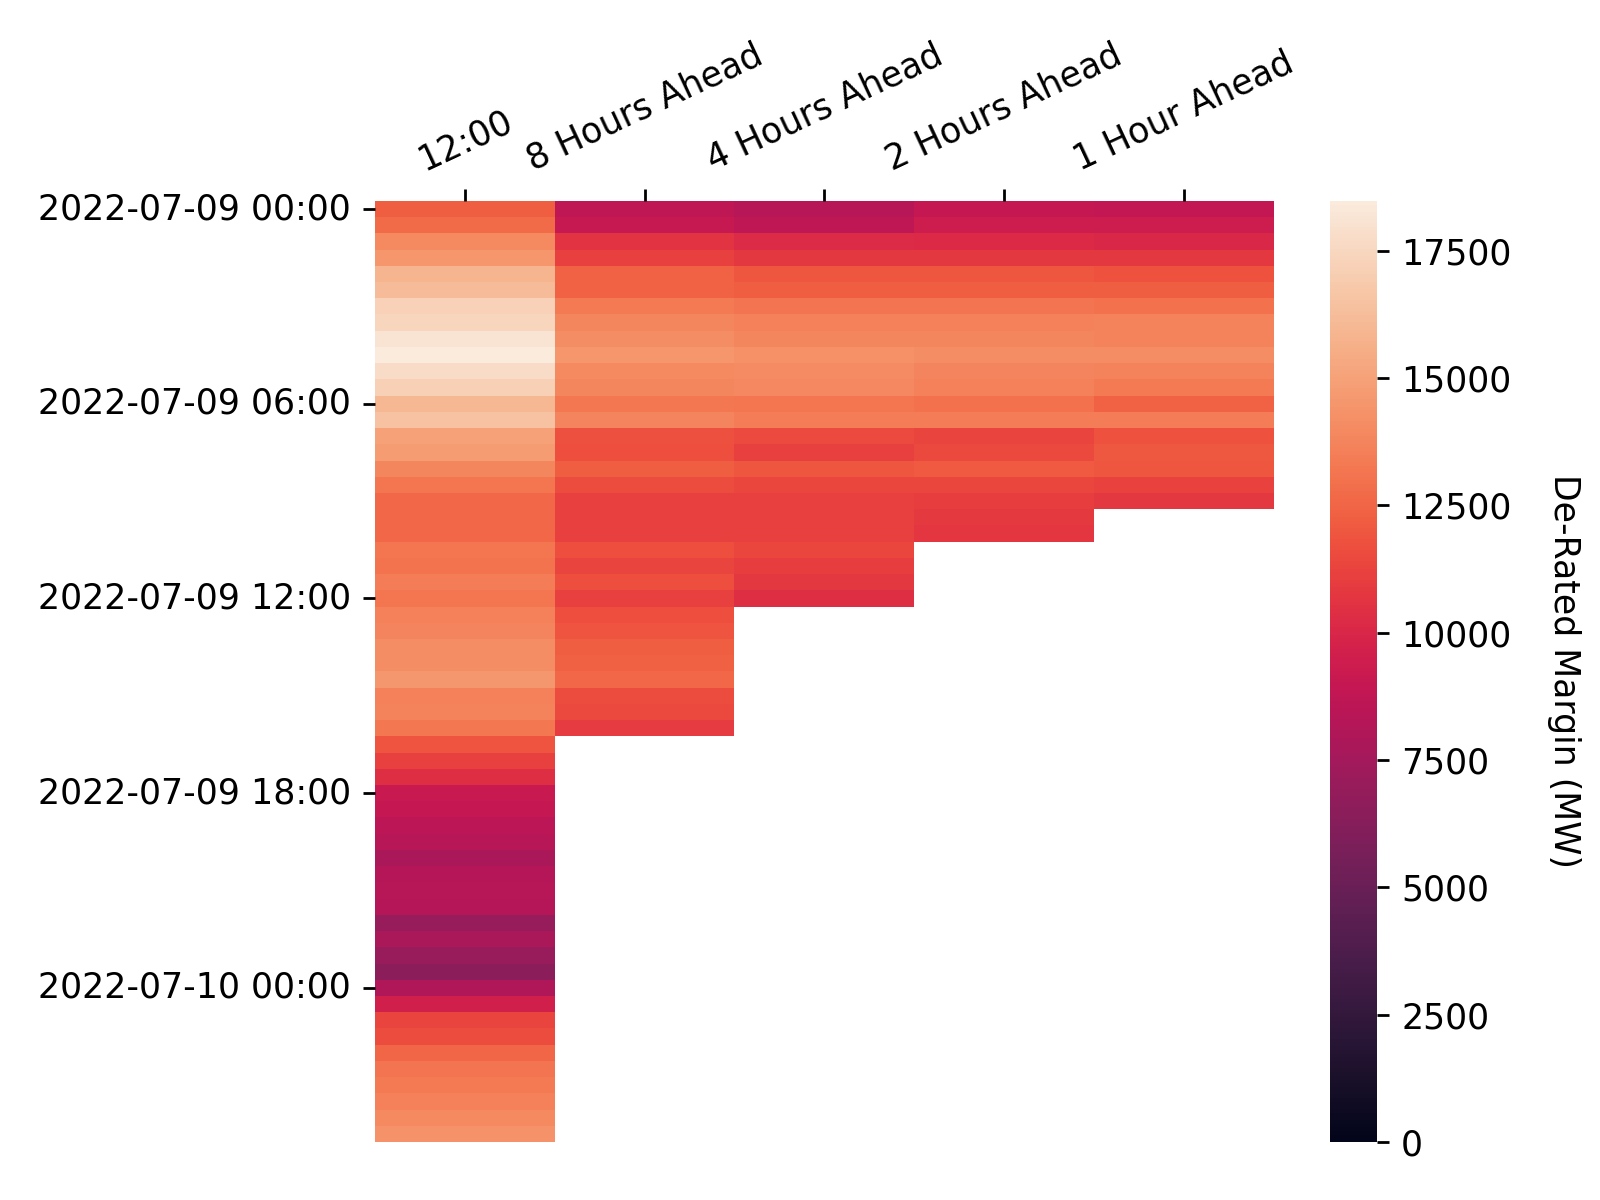 12:00
8 Hours Ahead
4 Hours Ahead
2 Hours Ahead
1 Hour Ahead
2022-07-09 00:00
2022-07-09 06:00
2022-07-09 12:00
2022-07-09 18:00
2022-07-10 00:00
17500
15000
12500
10000
7500
5000
2500
0
De-Rated Margin (MW)